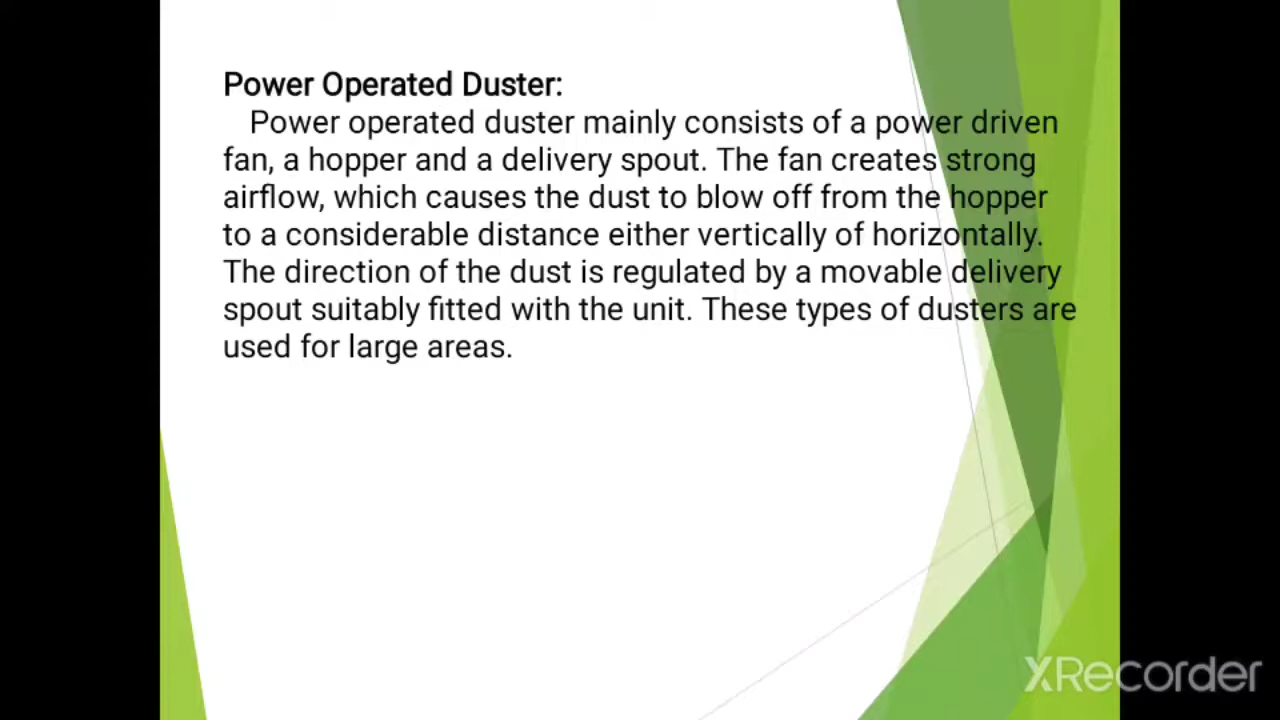 Power Operated Duster:
Power operated duster mainly consists of a power driven
fan, a hopper and a delivery spout. The fan creates strong
airflow, which causes the dust to blow off from the hopper
to a considerable distance either vertically of horizontally.
The direction of the dust is regulated by a movable delivery
spout suitably fitted with the unit. These types of dusters are
used for large areas.
XRecorder